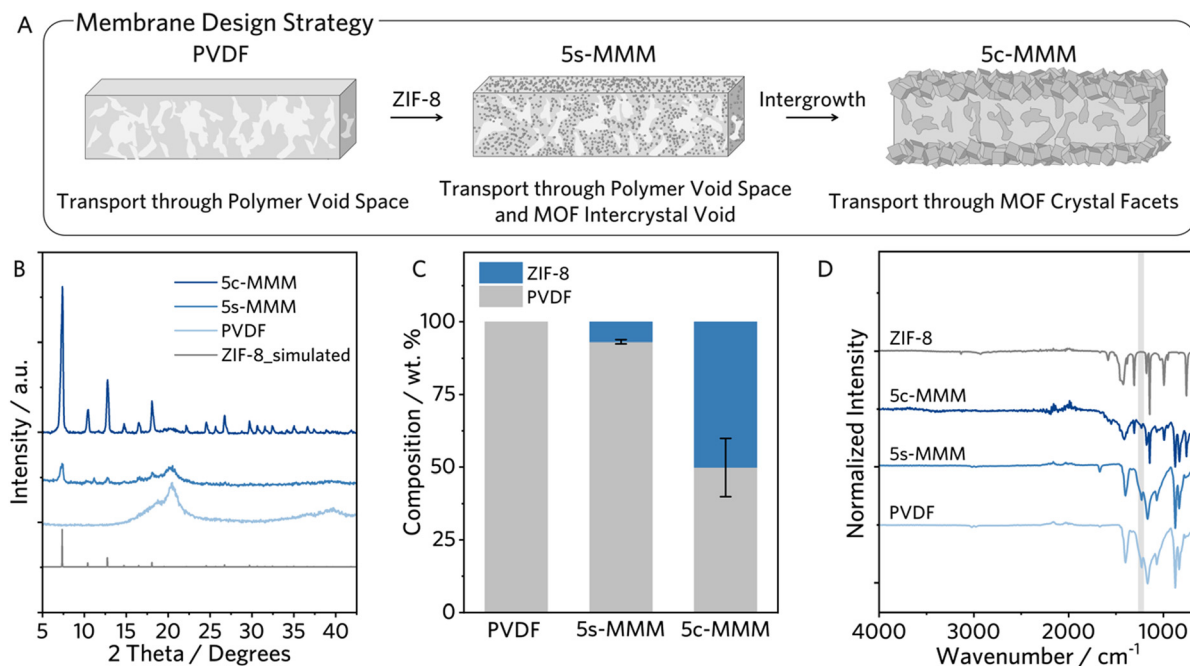 A
Membrane Design Strategy
PVDF
5s-MMM
5c-MMM
ZIF-8
Intergrowth
Transport through Polymer Void Space
Transport through Polymer Void Space
and MOF Intercrystal Void
Transport through MOF Crystal Facets
B
5c-MMM
5s-MMM
PVDF
ZIF-8_simulated
Intensity / a.u.
5 10 15 20 25 30 35 40
2 Theta / Degrees
C
ZIF-8
PVDF
Composition / wt. %
100
75
50
25
0
PVDF 5s-MMM 5c-MMM
D
ZIF-8
5c-MMM
5s-MMM
PVDF
Normalized Intensity
4000 3000 2000 1000
Wavenumber / cm⁻¹